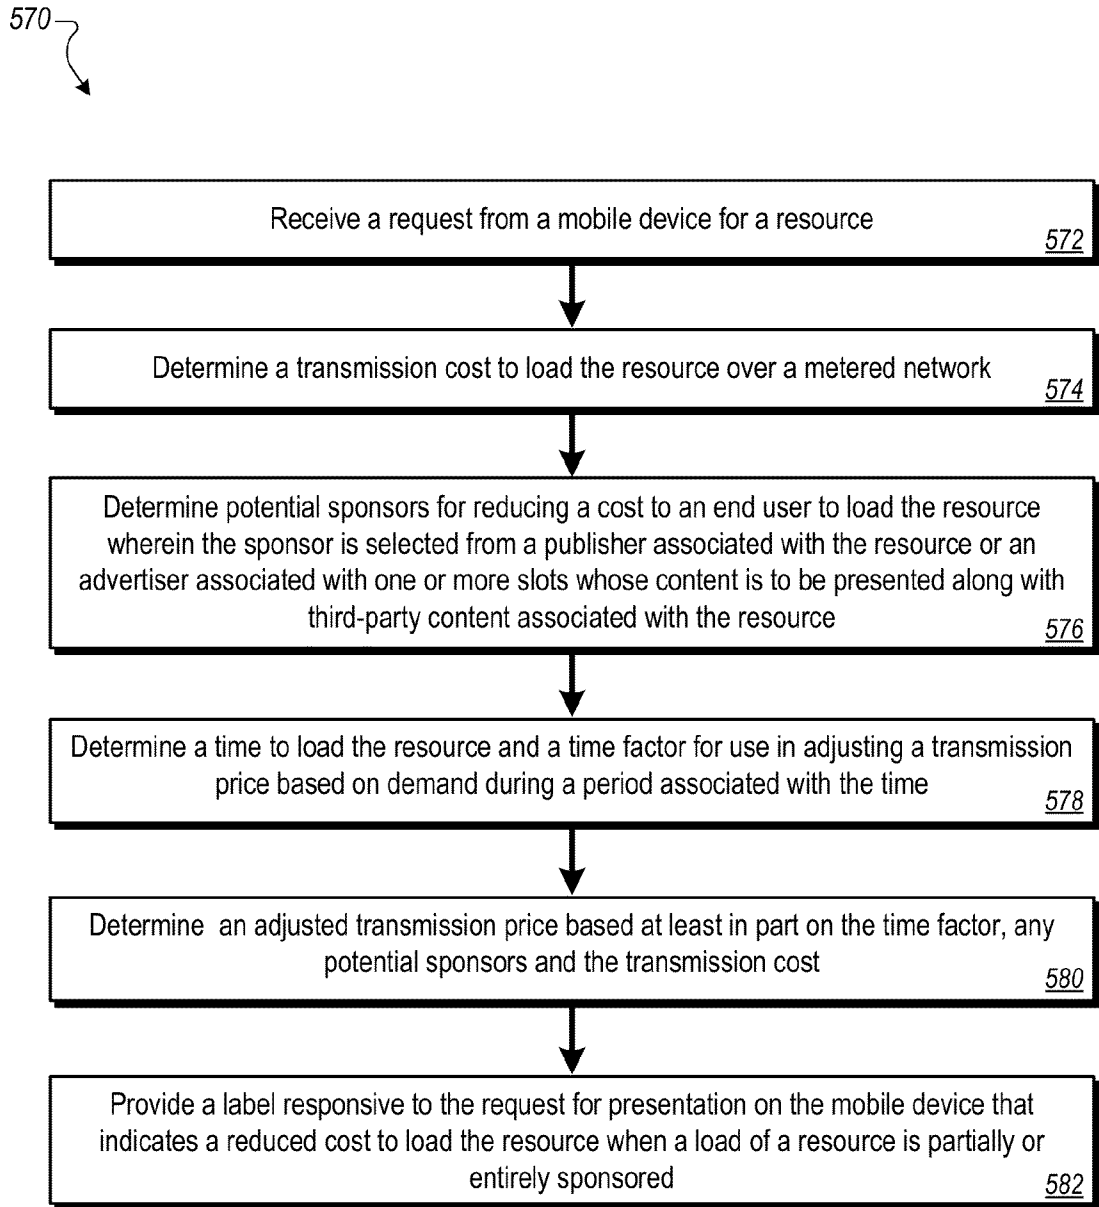 570
Receive a request from a mobile device for a resource
572
Determine a transmission cost to load the resource over a metered network
574
Determine potential sponsors for reducing a cost to an end user to load the resource
wherein the sponsor is selected from a publisher associated with the resource or an
advertiser associated with one or more slots whose content is to be presented along with
third-party content associated with the resource
576
Determine a time to load the resource and a time factor for use in adjusting a transmission
price based on demand during a period associated with the time
578
Determine an adjusted transmission price based at least in part on the time factor, any
potential sponsors and the transmission cost
580
Provide a label responsive to the request for presentation on the mobile device that
indicates a reduced cost to load the resource when a load of a resource is partially or
entirely sponsored
582